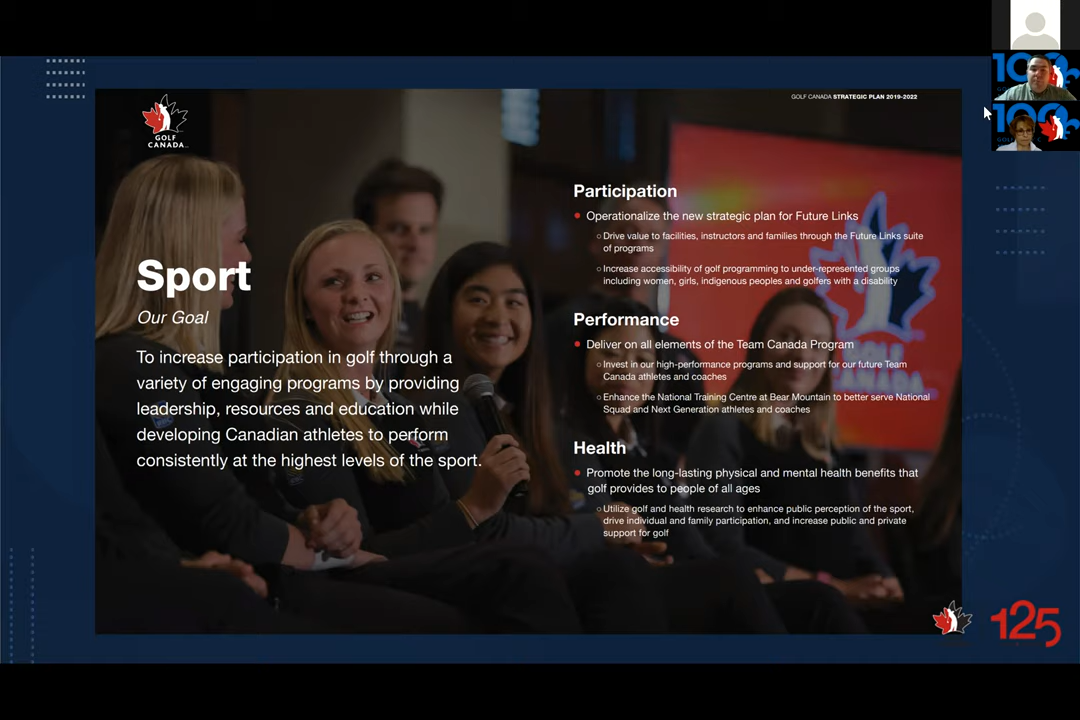 GOLF CANADA STRATEGIC PLAN 2019-2022
GOLF
CANADA
Sport
Our Goal
To increase participation in golf through a
variety of engaging programs by providing
leadership, resources and education while
developing Canadian athletes to perform
consistently at the highest levels of the sport.
Participation
Operationalize the new strategic plan for Future Links
Drive value to facilities, instructors and families through the Future Links suite
of programs
Increase accessibility of golf programming to under-represented groups
including women, girls, indigenous peoples and golfers with a disability
Performance
Deliver on all elements of the Team Canada Program
Invest in our high-performance programs and support for our future Team
Canada athletes and coaches
Enhance the National Training Centre at Bear Mountain to better serve National
Squad and Next Generation athletes and coaches
Health
Promote the long-lasting physical and mental health benefits that
golf provides to people of all ages
Utilize golf and health research to enhance public perception of the sport,
drive individual and family participation, and increase public and private
support for golf
125